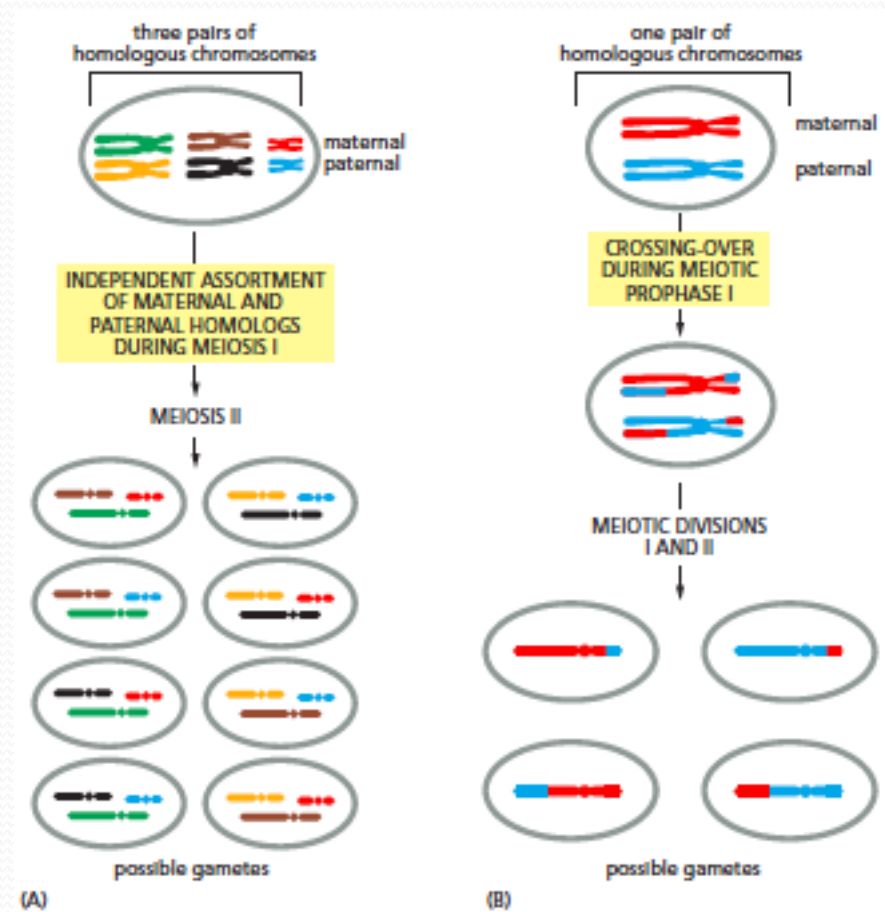 three pairs of
homologous chromosomes
maternal
paternal
INDEPENDENT ASSORTMENT
OF MATERNAL AND
PATERNAL HOMOLOGS
DURING MEIOSIS I
MEIOSIS II
possible gametes
(A)
one pair of
homologous chromosomes
maternal
paternal
CROSSING-OVER
DURING MEIOTIC
PROPHASE I
MEIOTIC DIVISIONS
I AND II
possible gametes
(B)